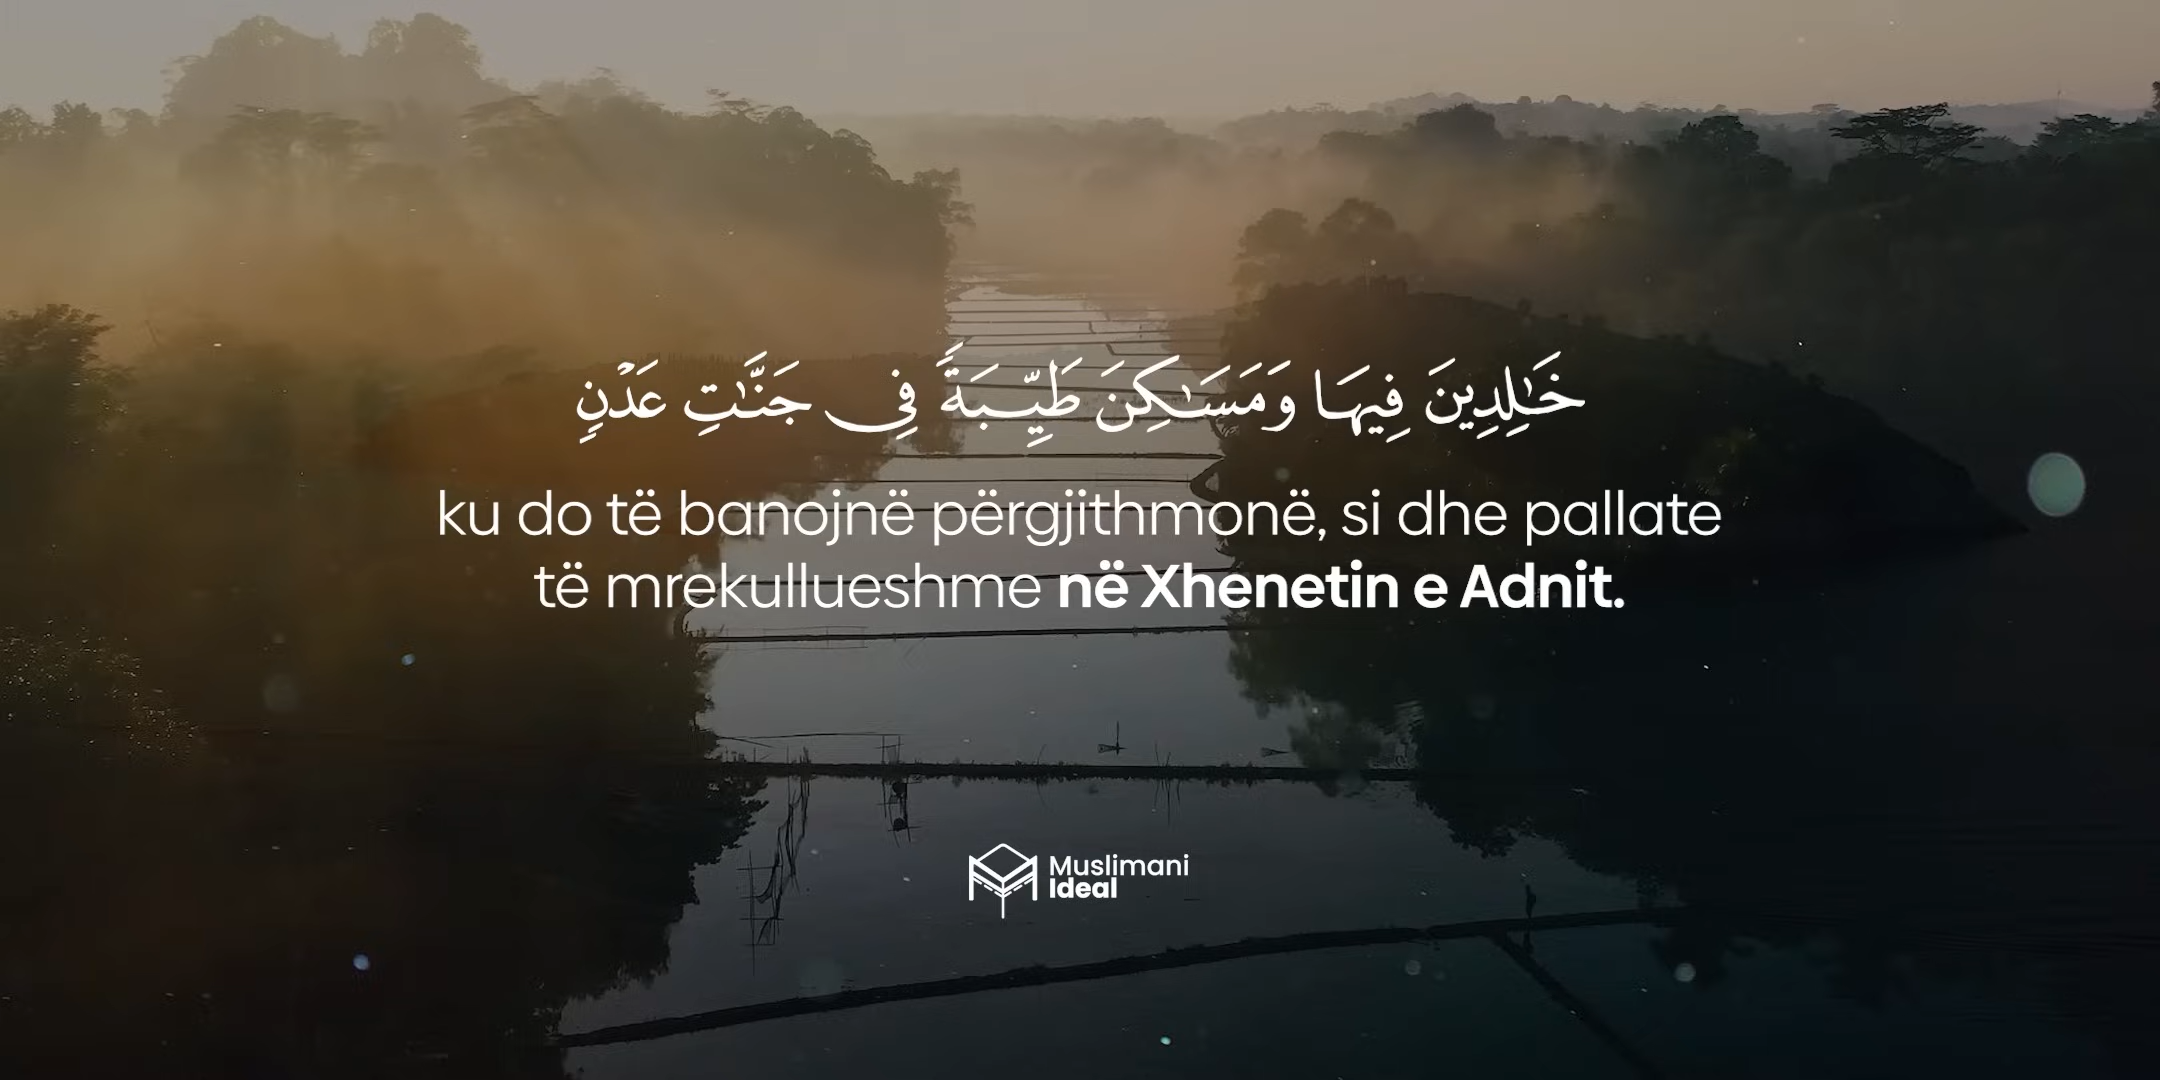 خَـٰلِدِينَ فِيهَا وَمَسَـٰكِنَ طَيِّبَةً فِى جَنَّـٰتِ عَدْنٍ
ku do të banojnë përgjithmonë, si dhe pallate
të mrekullueshme në Xhenetin e Adnit.
Muslimani
Ideal